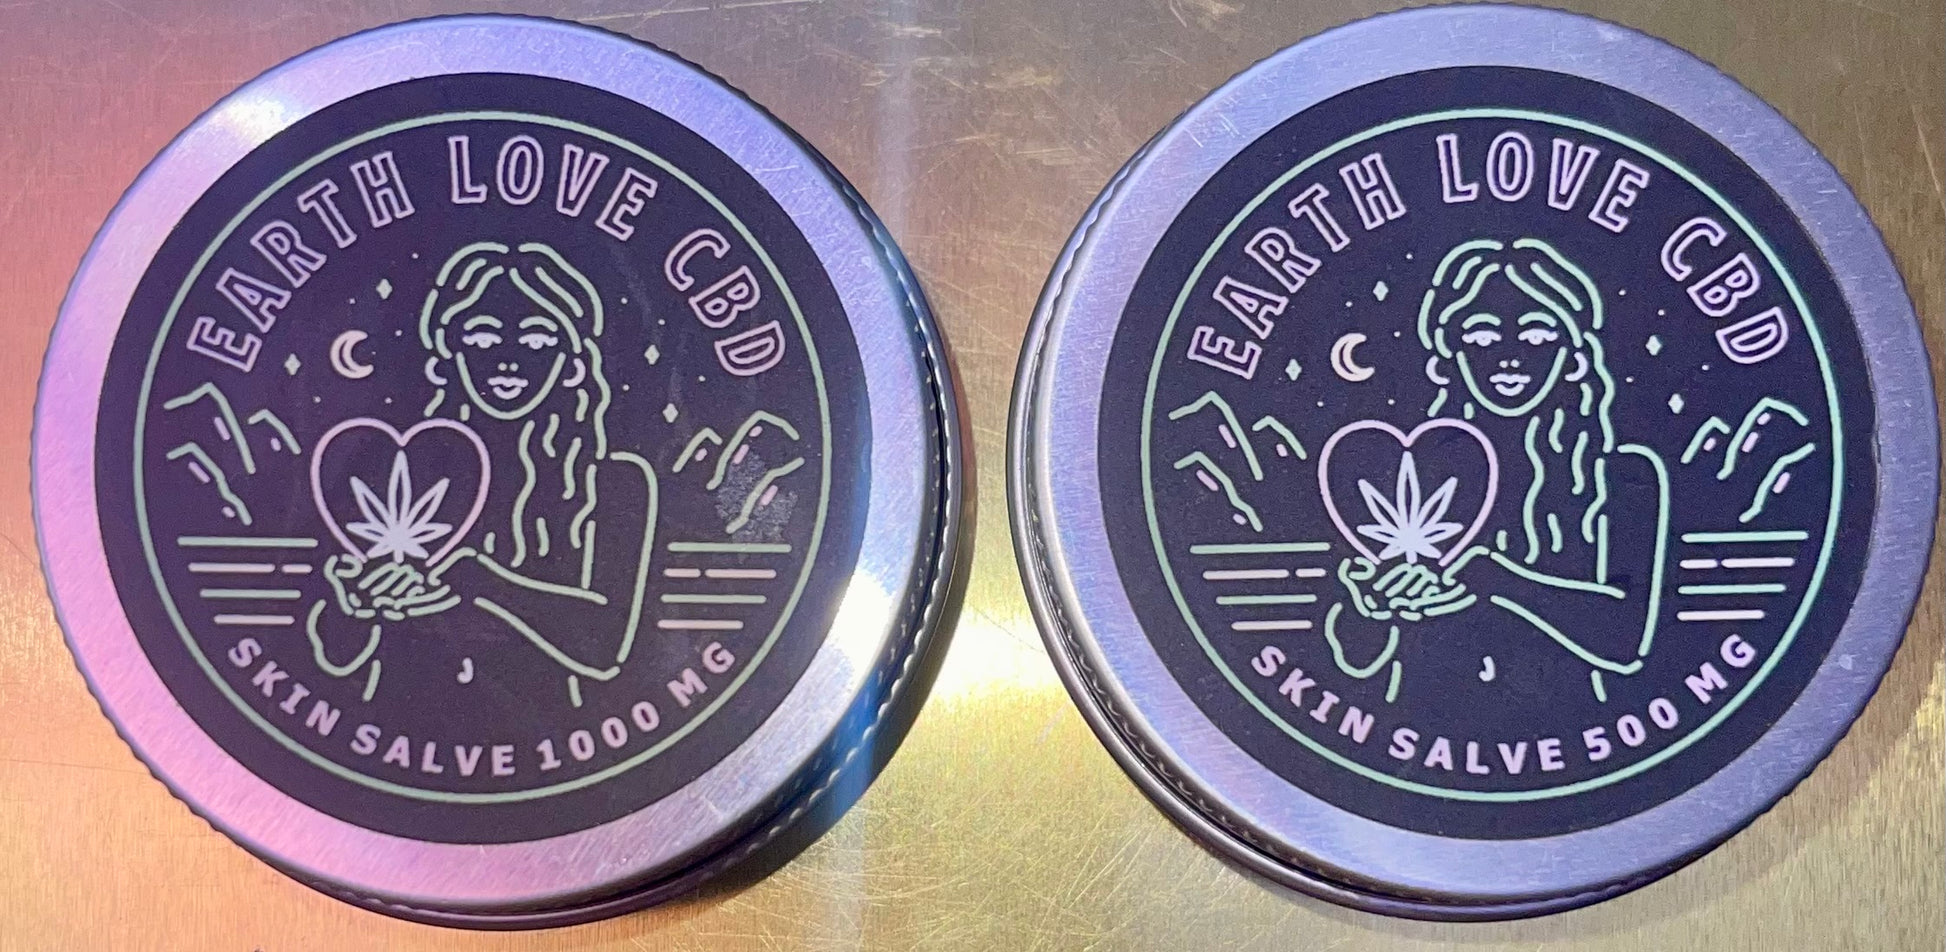 EARTH LOVE CBD
SKIN SALVE 1000 MG
EARTH LOVE CBD
SKIN SALVE 500 MG